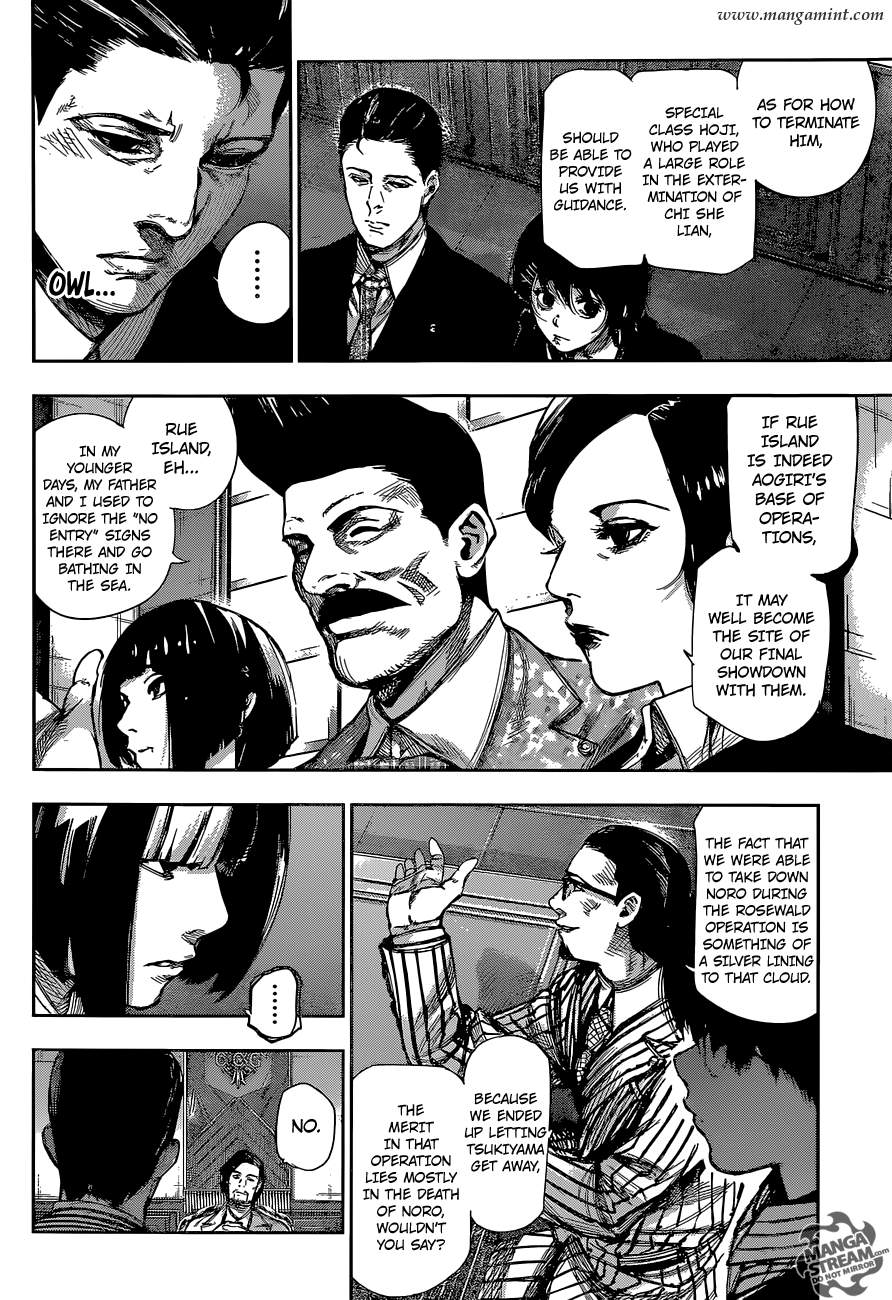 www.mangamint.com
AS FOR HOW
TO TERMINATE
HIM,
SPECIAL
CLASS HOJI,
WHO PLAYED
A LARGE ROLE
IN THE EXTER-
MINATION OF
CHI SHE
LIAN,
SHOULD
BE ABLE TO
PROVIDE
US WITH
GUIDANCE.
......
OWL...
IF RUE
ISLAND
IS INDEED
AOGIRI'S
BASE OF
OPERA-
TIONS,
IT MAY
WELL BECOME
THE SITE OF
OUR FINAL
SHOWDOWN
WITH THEM.
RUE
ISLAND,
EH...
IN MY
YOUNGER
DAYS, MY FATHER
AND I USED TO
IGNORE THE "NO
ENTRY" SIGNS
THERE AND GO
BATHING IN
THE SEA.
THE FACT THAT
WE WERE ABLE
TO TAKE DOWN
NORO DURING
THE ROSEWALD
OPERATION IS
SOMETHING OF
A SILVER LINING
TO THAT CLOUD.
BECAUSE
WE ENDED
UP LETTING
TSUKIYAMA
GET AWAY,
THE
MERIT
IN THAT
OPERATION
LIES MOSTLY
IN THE DEATH
OF NORO,
WOULDN'T
YOU SAY?
......
CCG
NO.
MANGA
STREAM.com
DO NOT MIRROR!